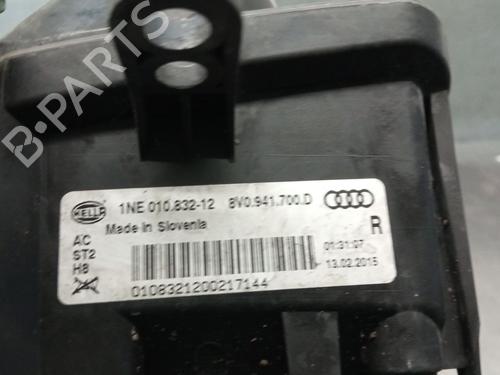 B-PARTS
HELLA 1NE 010.832-12 8V0.941.700.D
Made in Slovenia
R
AC
ST2
H8
01:31:07
13.02.2015
0108321200217144